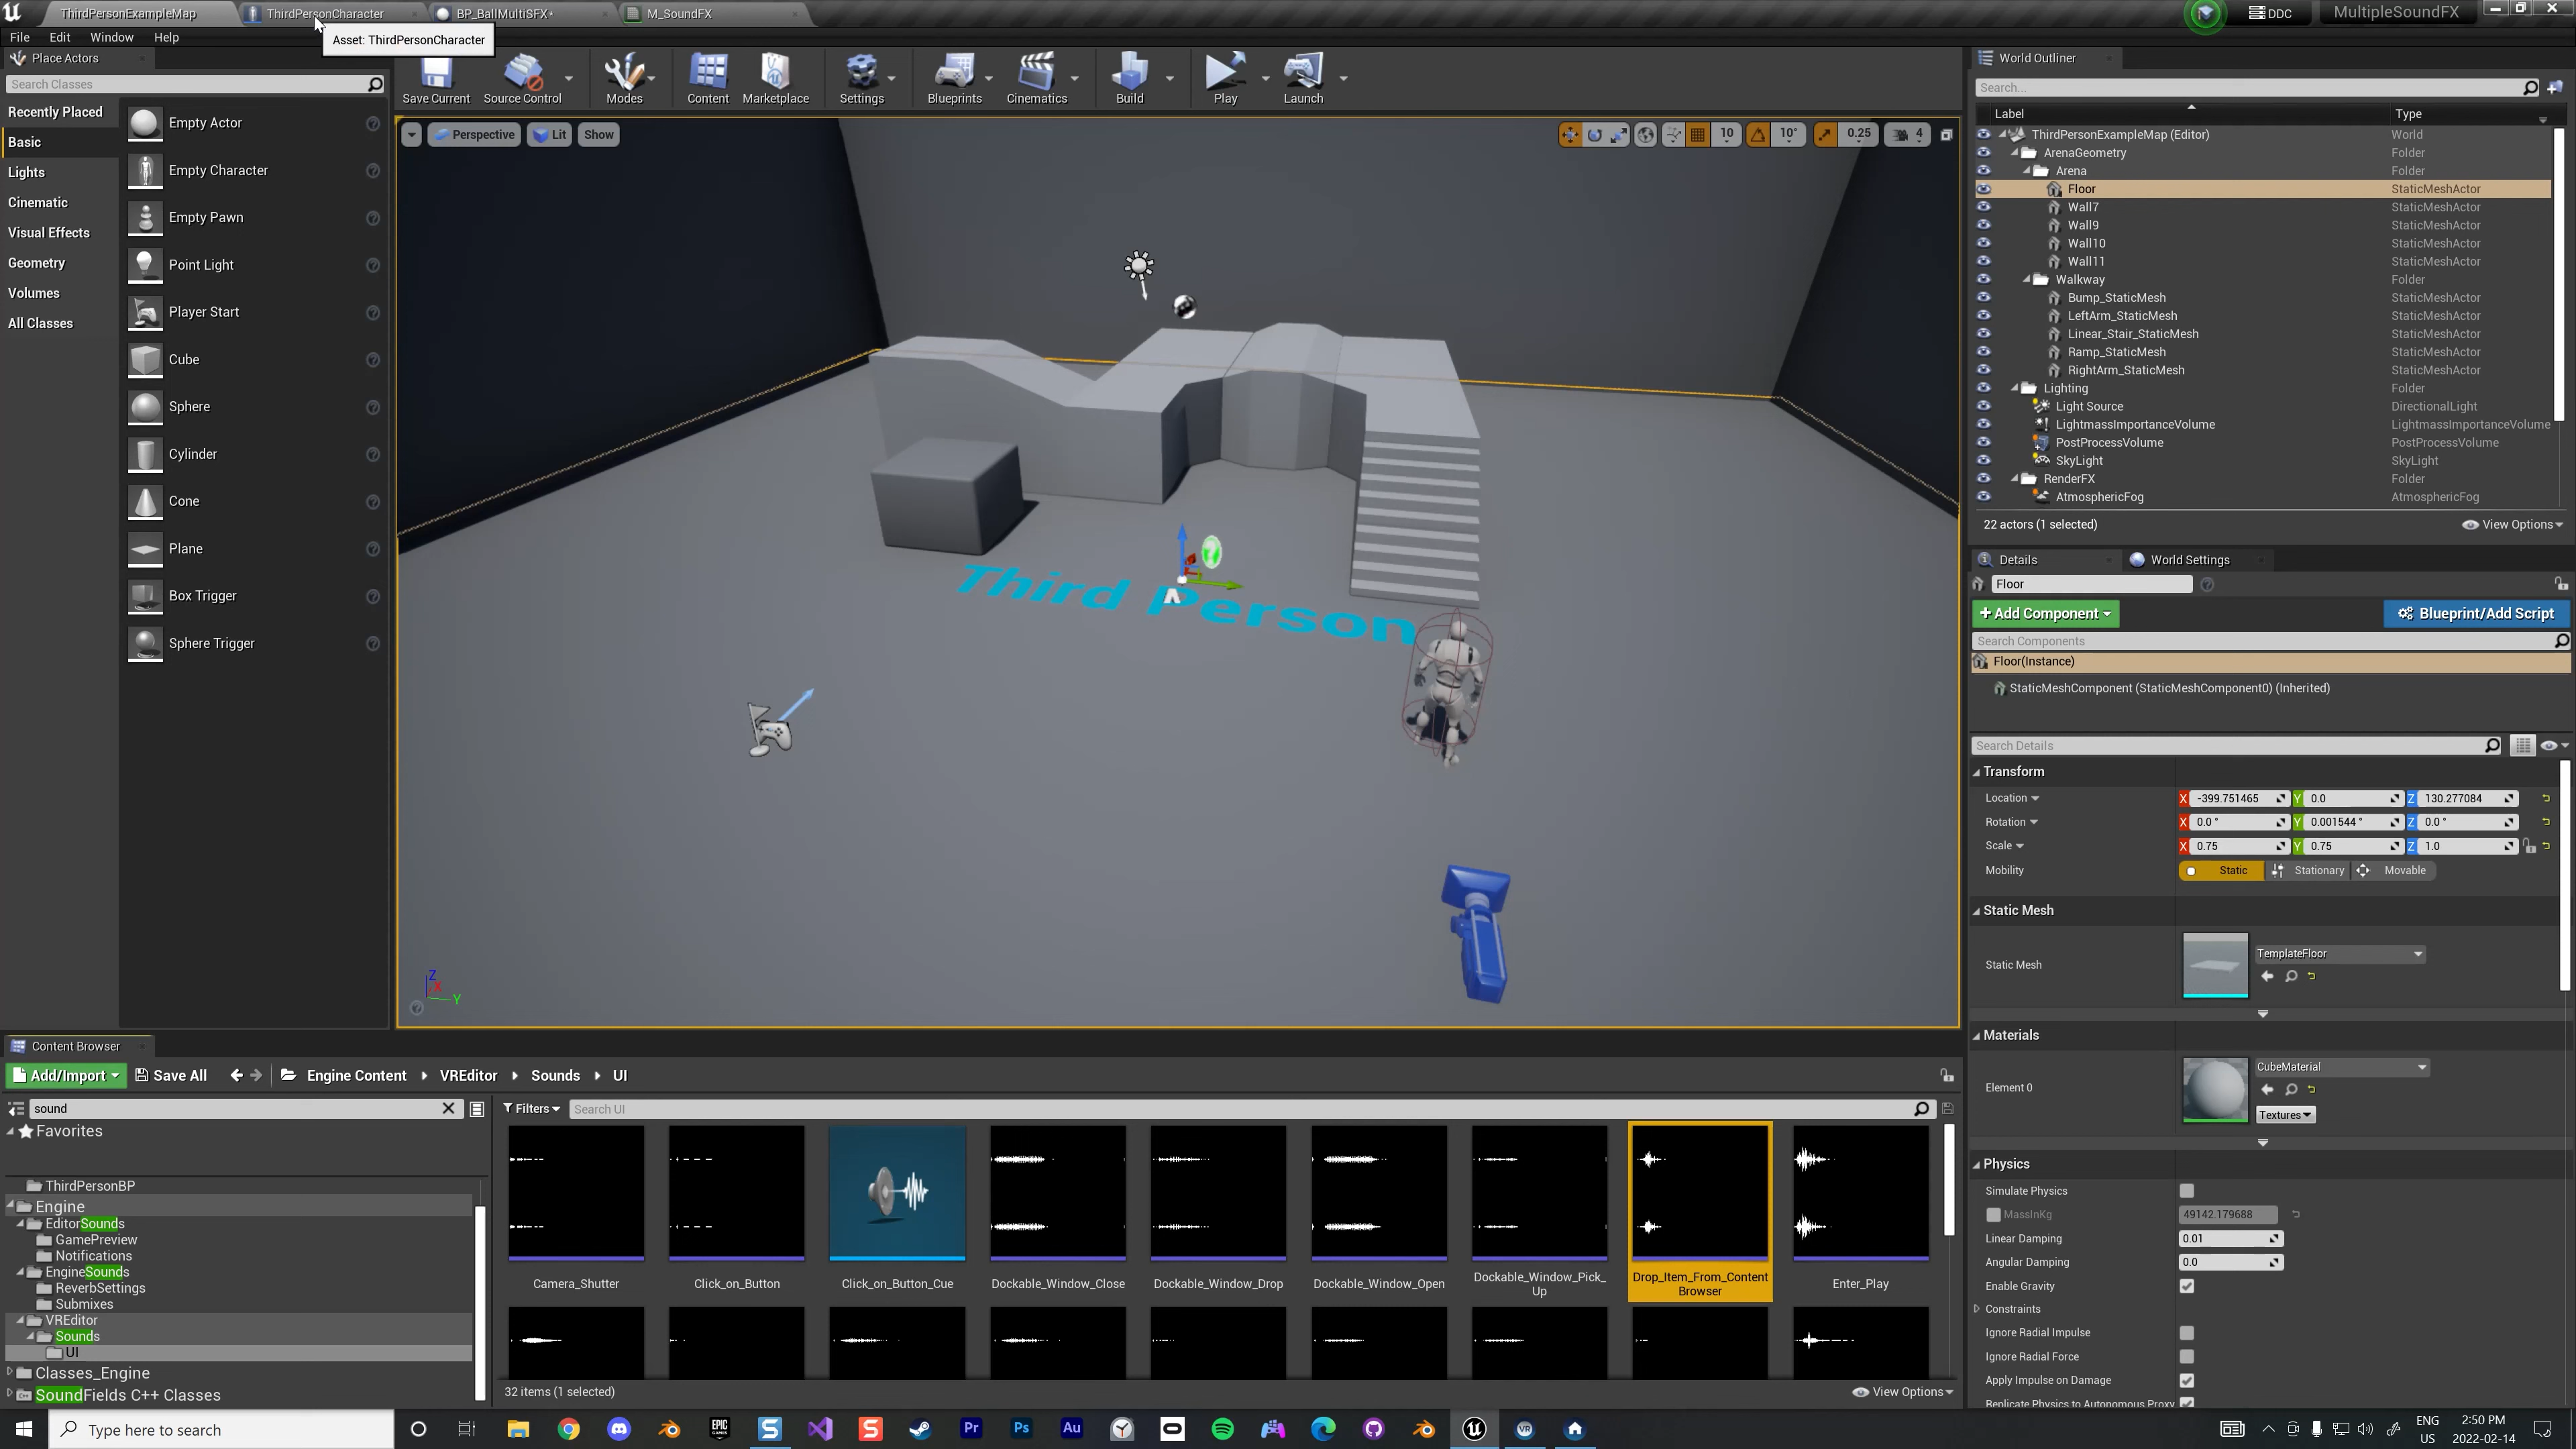 ThirdPersonExampleMap
ThirdPersonCharacter
BP_BallMultiSFX*
M_SoundFX
DDC
MultipleSoundFX
File Edit Window Help
Asset: ThirdPersonCharacter
Place Actors
Search Classes
Recently Placed
Basic
Lights
Cinematic
Visual Effects
Geometry
Volumes
All Classes
Empty Actor
Empty Character
Empty Pawn
Point Light
Player Start
Cube
Sphere
Cylinder
Cone
Plane
Box Trigger
Sphere Trigger
Save Current
Source Control
Modes
Content
Marketplace
Settings
Blueprints
Cinematics
Build
Play
Launch
Perspective
Lit
Show
10
10°
0.25
4
Third Person
Z
X
Y
World Outliner
Search...
Label Type
ThirdPersonExampleMap (Editor) World
ArenaGeometry Folder
Arena Folder
Floor StaticMeshActor
Wall7 StaticMeshActor
Wall9 StaticMeshActor
Wall10 StaticMeshActor
Wall11 StaticMeshActor
Walkway Folder
Bump_StaticMesh StaticMeshActor
LeftArm_StaticMesh StaticMeshActor
Linear_Stair_StaticMesh StaticMeshActor
Ramp_StaticMesh StaticMeshActor
RightArm_StaticMesh StaticMeshActor
Lighting Folder
Light Source DirectionalLight
LightmassImportanceVolume LightmassImportanceVolume
PostProcessVolume PostProcessVolume
SkyLight SkyLight
RenderFX Folder
AtmosphericFog AtmosphericFog
22 actors (1 selected)
View Options
Details
World Settings
Floor
+Add Component
Blueprint/Add Script
Search Components
Floor(Instance)
StaticMeshComponent (StaticMeshComponent0) (Inherited)
Search Details
Transform
Location X -399.751465 Y 0.0 Z 130.277084
Rotation X 0.0 ° Y 0.001544 ° Z 0.0 °
Scale X 0.75 Y 0.75 Z 1.0
Mobility Static Stationary Movable
Static Mesh
Static Mesh
TemplateFloor
Materials
Element 0
CubeMaterial
Textures
Physics
Simulate Physics
MassInKg 49142.179688
Linear Damping 0.01
Angular Damping 0.0
Enable Gravity
Constraints
Ignore Radial Impulse
Ignore Radial Force
Apply Impulse on Damage
Replicate Physics to Autonomous Proxy
Content Browser
Add/Import
Save All
Engine Content
VREditor
Sounds
UI
sound
Filters
Search UI
Favorites
ThirdPersonBP
Engine
EditorSounds
GamePreview
Notifications
EngineSounds
ReverbSettings
Submixes
VREditor
Sounds
UI
Classes_Engine
SoundFields C++ Classes
Camera_Shutter
Click_on_Button
Click_on_Button_Cue
Dockable_Window_Close
Dockable_Window_Drop
Dockable_Window_Open
Dockable_Window_Pick_
Up
Drop_Item_From_Content
Browser
Enter_Play
32 items (1 selected)
View Options
Type here to search
EPIC
GAMES
S
S
Pr
Ps
Au
VR
ENG
US
2:50 PM
2022-02-14